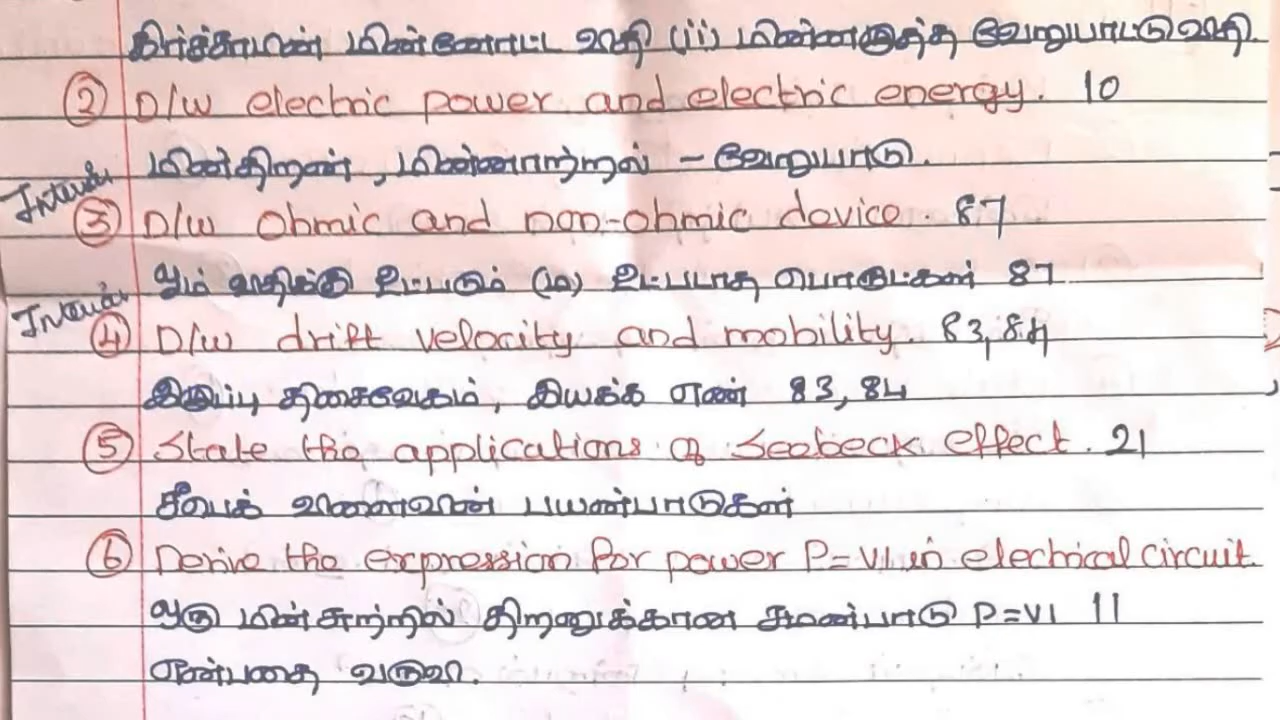 கிர்ச்சாஃபின் மின்னோட்ட விதி (ii) மின்னழுத்த வேறுபாட்டு விதி.
② D/w electric power and electric energy. 10
மின்திறன், மின்னாற்றல் – வேறுபாடு.
③ D/w ohmic and non-ohmic device. 87
ஓம் விதிக்கு உட்படும் (ம) உட்படாத பொருட்கள் 87
④ D/w drift velocity and mobility. 83, 84
இழுப்பு திசைவேகம், இயக்க எண் 83, 84
⑤ State the applications of Seebeck effect. 21
சீபெக் விளைவின் பயன்பாடுகள்
⑥ Derive the expression for power P=VI in electrical circuit.
ஒரு மின்சுற்றில் திறனுக்கான சமன்பாடு P=VI 11
என்பதை வருவி.